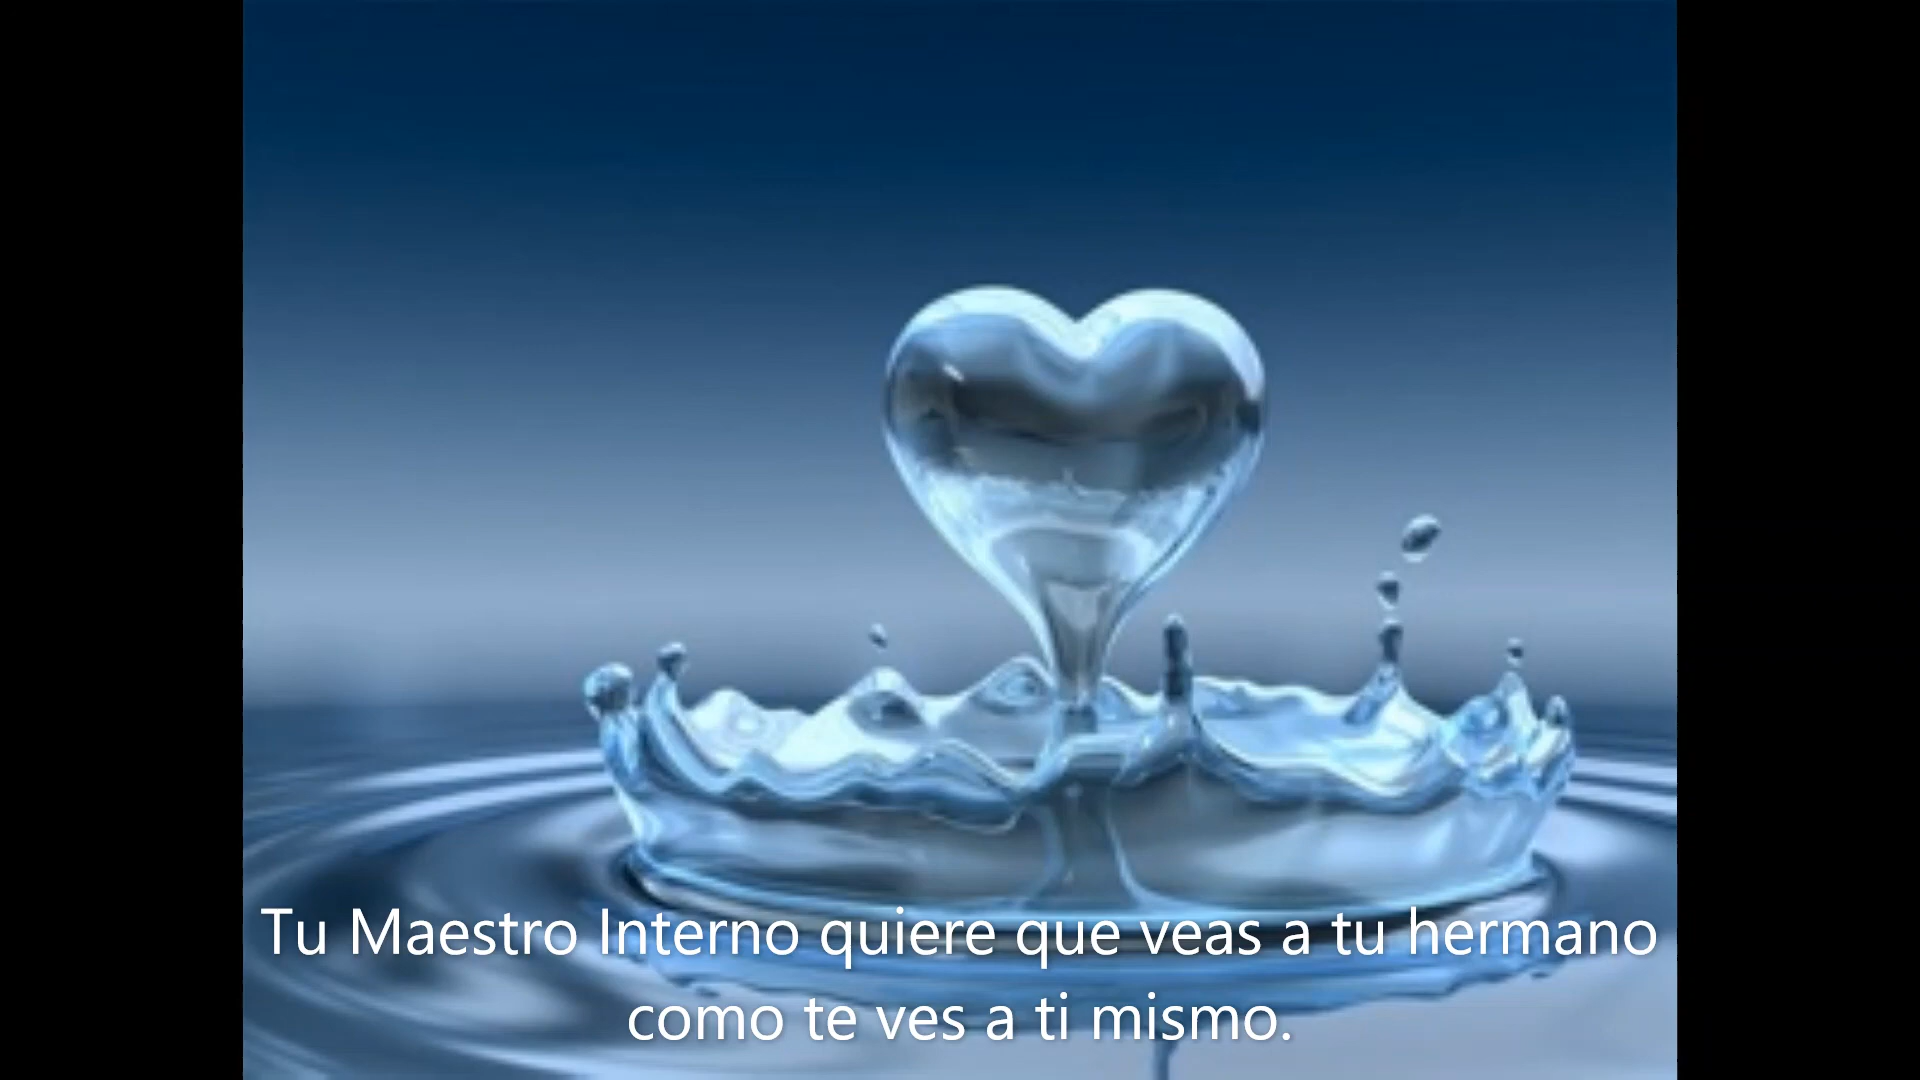 Tu Maestro Interno quiere que veas a tu hermano
como te ves a ti mismo.